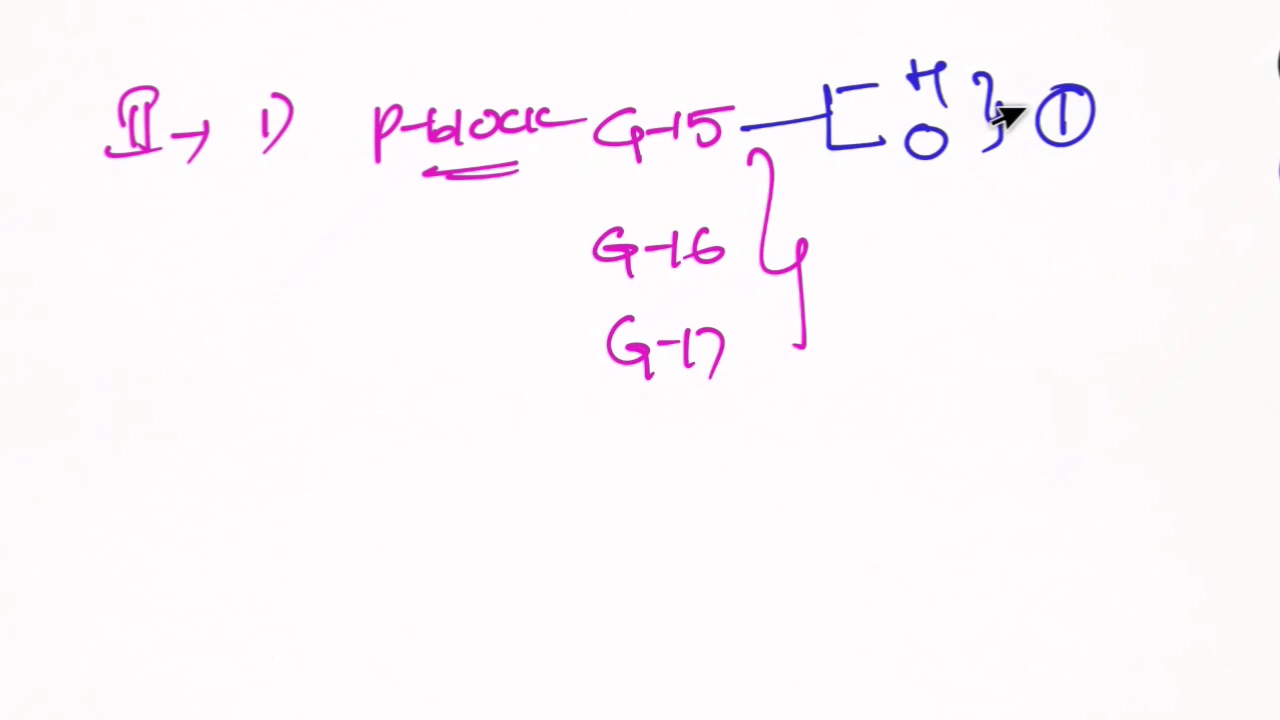 II → 1) P-block G-15 — [ H O } ①
G-16
G-17